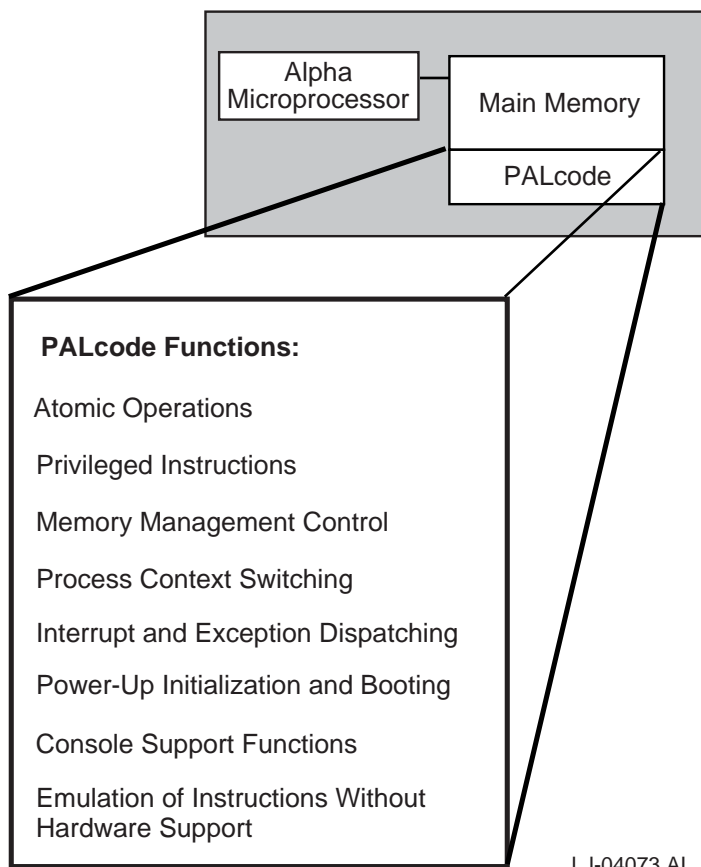 Alpha
Microprocessor
Main Memory
PALcode
PALcode Functions:
Atomic Operations
Privileged Instructions
Memory Management Control
Process Context Switching
Interrupt and Exception Dispatching
Power-Up Initialization and Booting
Console Support Functions
Emulation of Instructions Without
Hardware Support